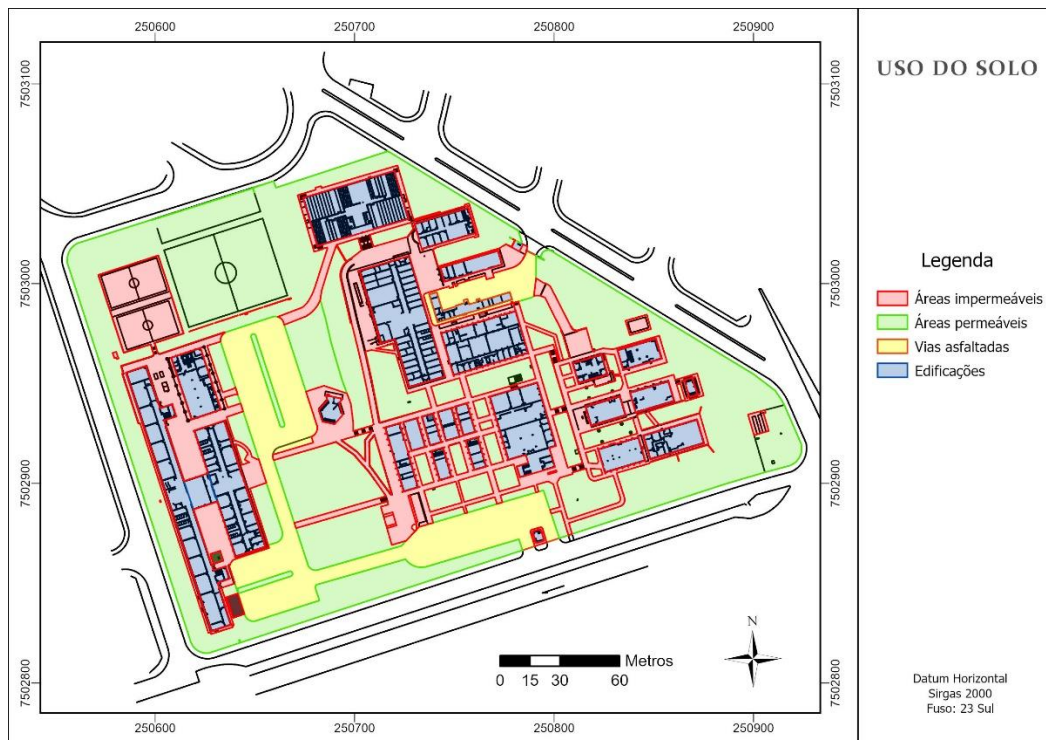 250600 250700 250800 250900
7503100
7503100
7503000
7503000
7502900
7502900
7502800
7502800
N
Metros
0 15 30 60
250600 250700 250800 250900
USO DO SOLO
Legenda
Áreas impermeáveis
Áreas permeáveis
Vias asfaltadas
Edificações
Datum Horizontal
Sirgas 2000
Fuso: 23 Sul